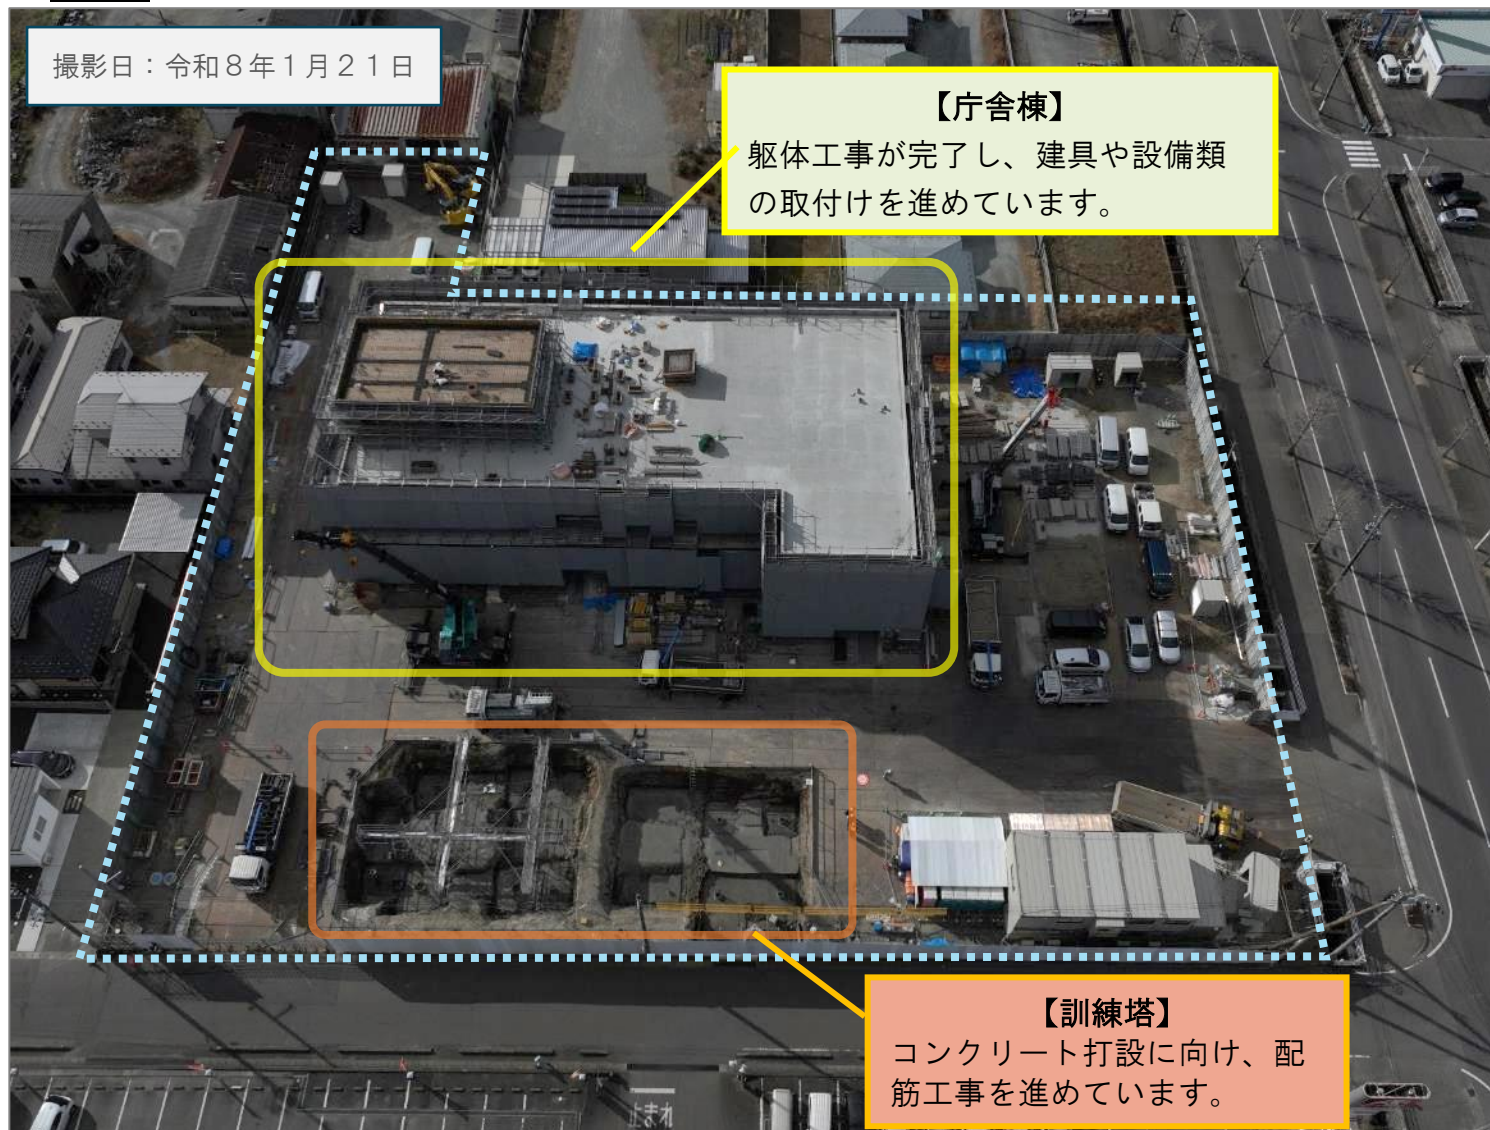 撮影日：令和８年１月２１日
【庁舎棟】
躯体工事が完了し、建具や設備類
の取付けを進めています。
【訓練塔】
コンクリート打設に向け、配
筋工事を進めています。
止まれ